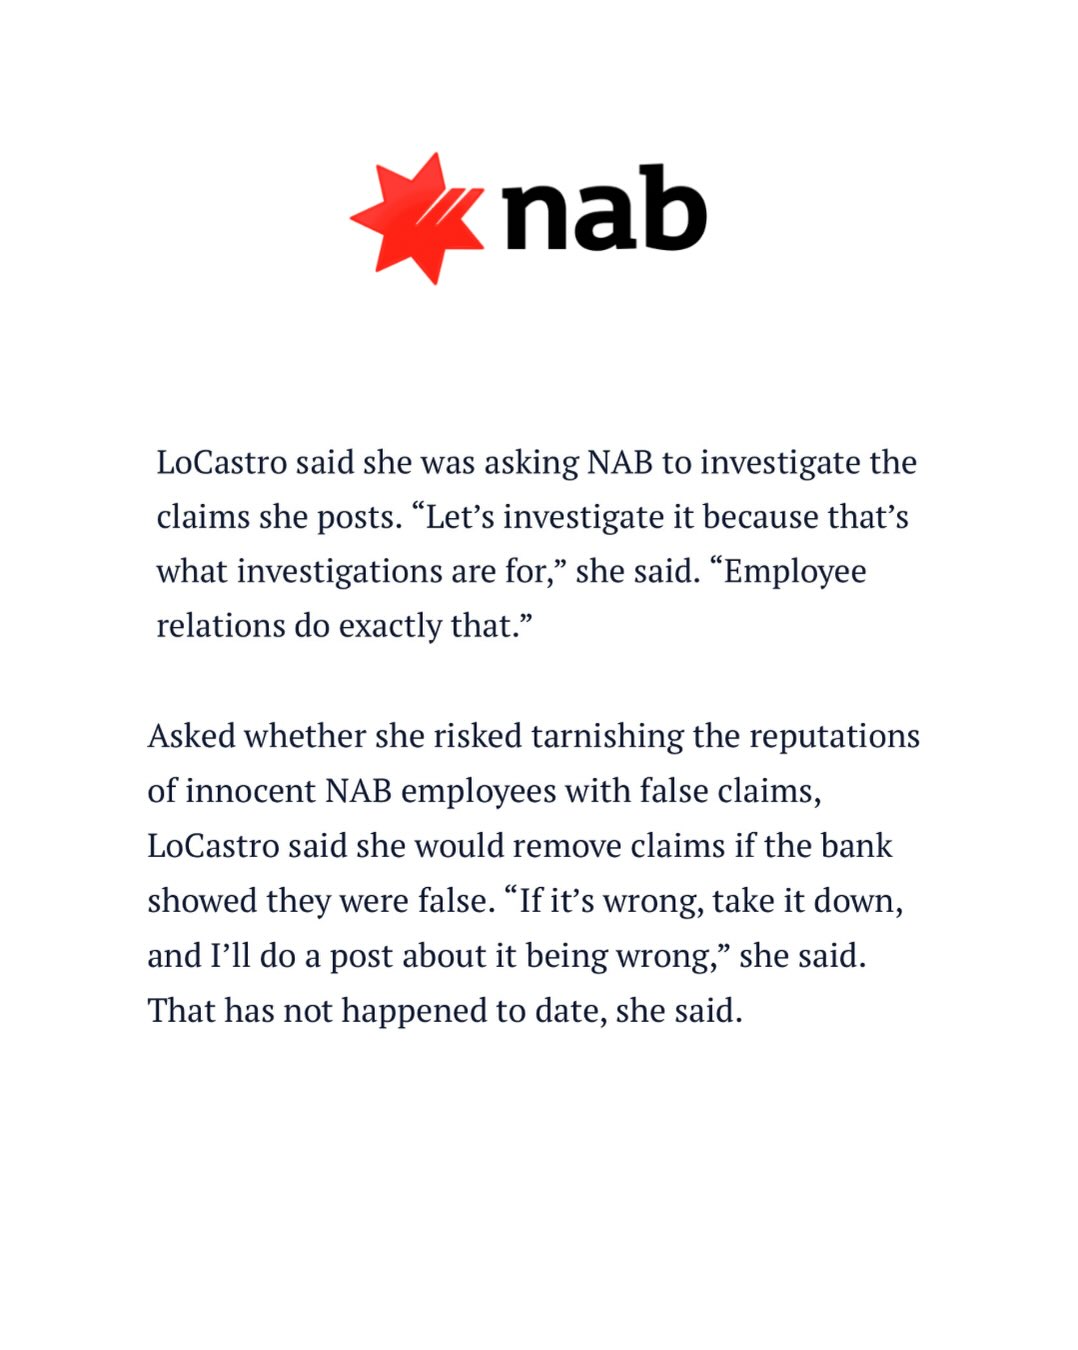 nab
LoCastro said she was asking NAB to investigate the
claims she posts. “Let’s investigate it because that’s
what investigations are for,” she said. “Employee
relations do exactly that.”
Asked whether she risked tarnishing the reputations
of innocent NAB employees with false claims,
LoCastro said she would remove claims if the bank
showed they were false. “If it’s wrong, take it down,
and I’ll do a post about it being wrong,” she said.
That has not happened to date, she said.